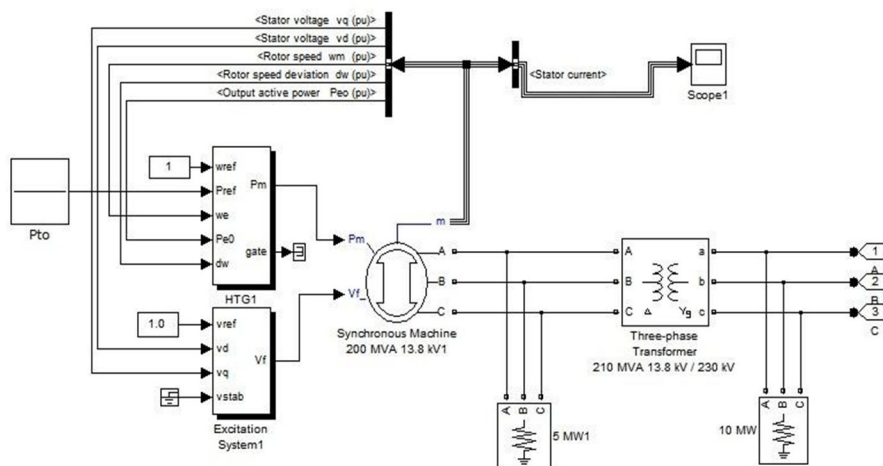 <Stator voltage vq (pu)>
<Stator voltage vd (pu)>
<Rotor speed wm (pu)>
<Rotor speed deviation dw (pu)>
<Output active power Peo (pu)>
<Stator current>
Scope1
Pto
1
wref
Pref
we
Pe0
dw
Pm
gate
HTG1
1.0
vref
vd
vq
vstab
Vf
Excitation
System1
m
Pm
Vf_
A
B
C
Synchronous Machine
200 MVA 13.8 kV1
A
B
C
a
b
c
Δ
Yg
Three-phase
Transformer
210 MVA 13.8 kV / 230 kV
1
A
2
B
3
C
A B C
5 MW1
A B C
10 MW